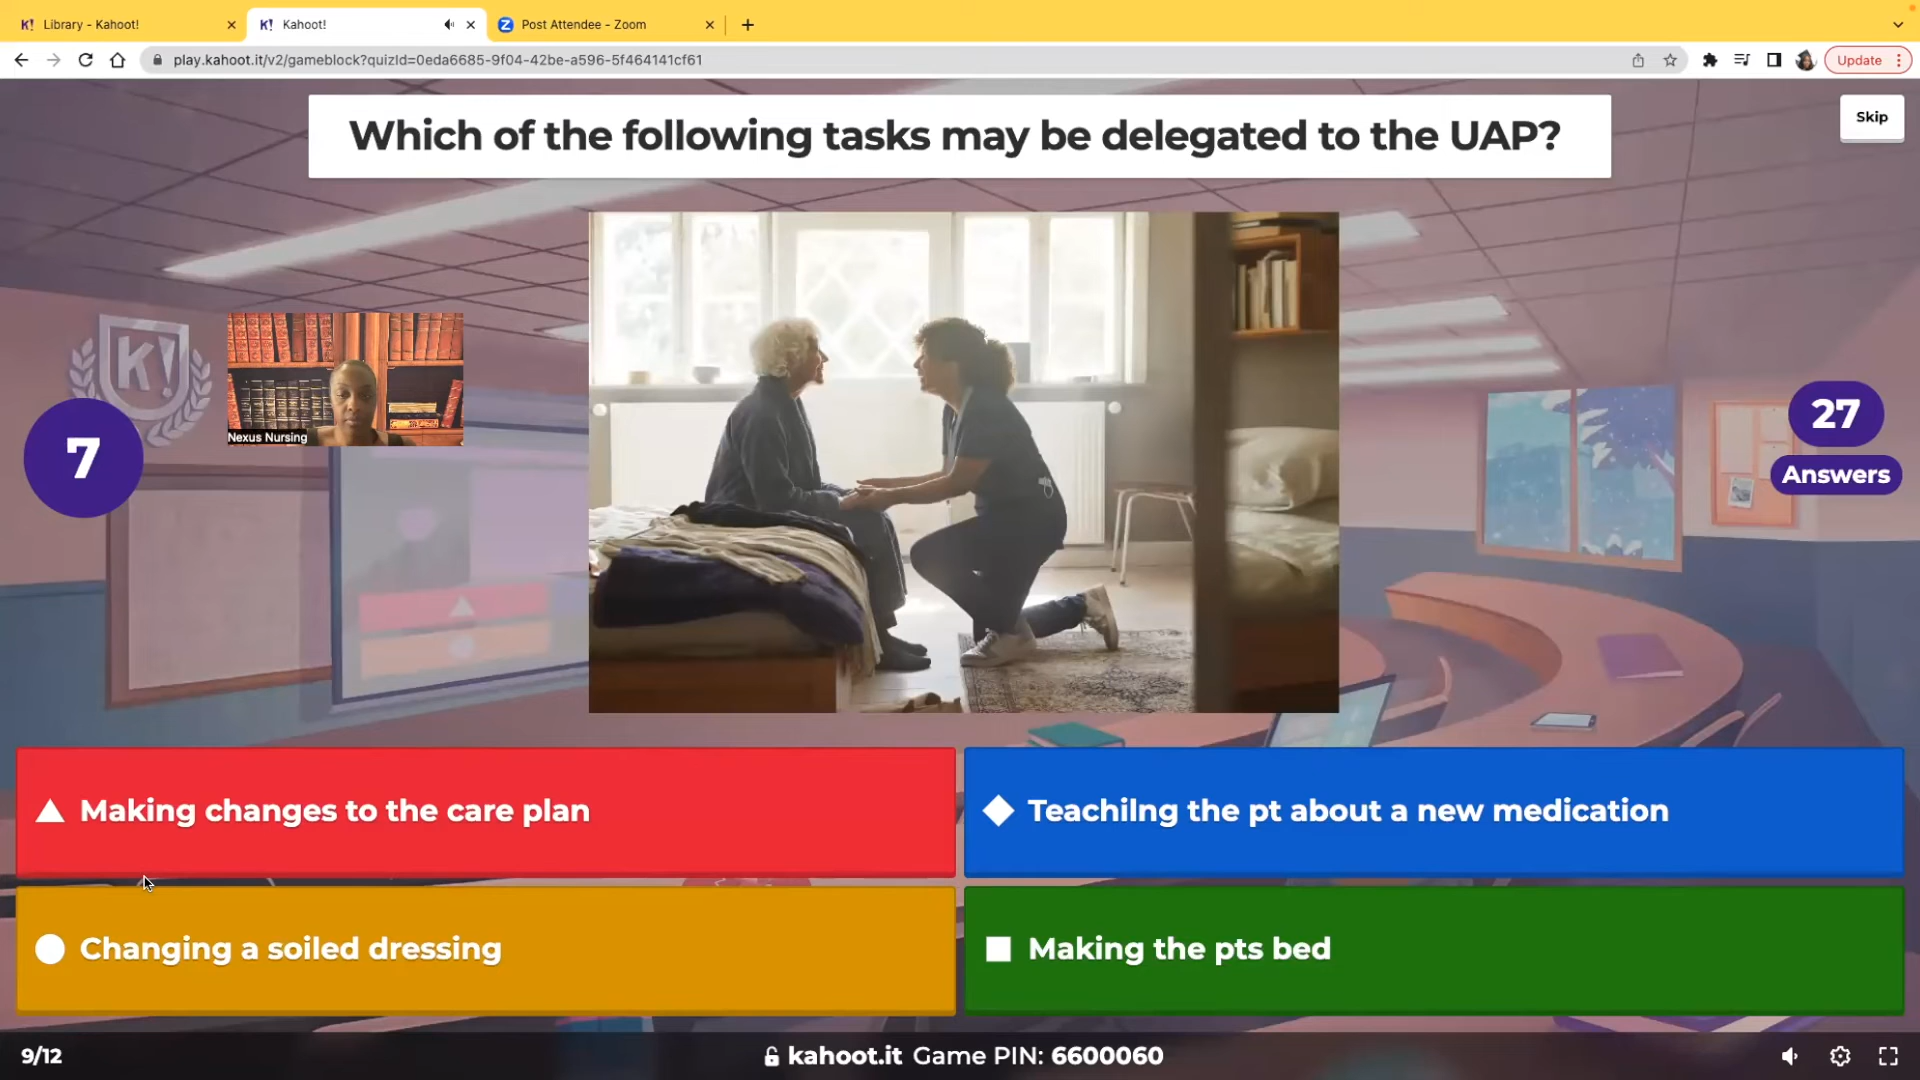 Library - Kahoot!
Kahoot!
Post Attendee - Zoom
play.kahoot.it/v2/gameblock?quizId=0eda6685-9f04-42be-a596-5f464141cf61
Update
Which of the following tasks may be delegated to the UAP?
Skip
K!
Nexus Nursing
7
27
Answers
Making changes to the care plan
Teachilng the pt about a new medication
Changing a soiled dressing
Making the pts bed
9/12
kahoot.it Game PIN: 6600060